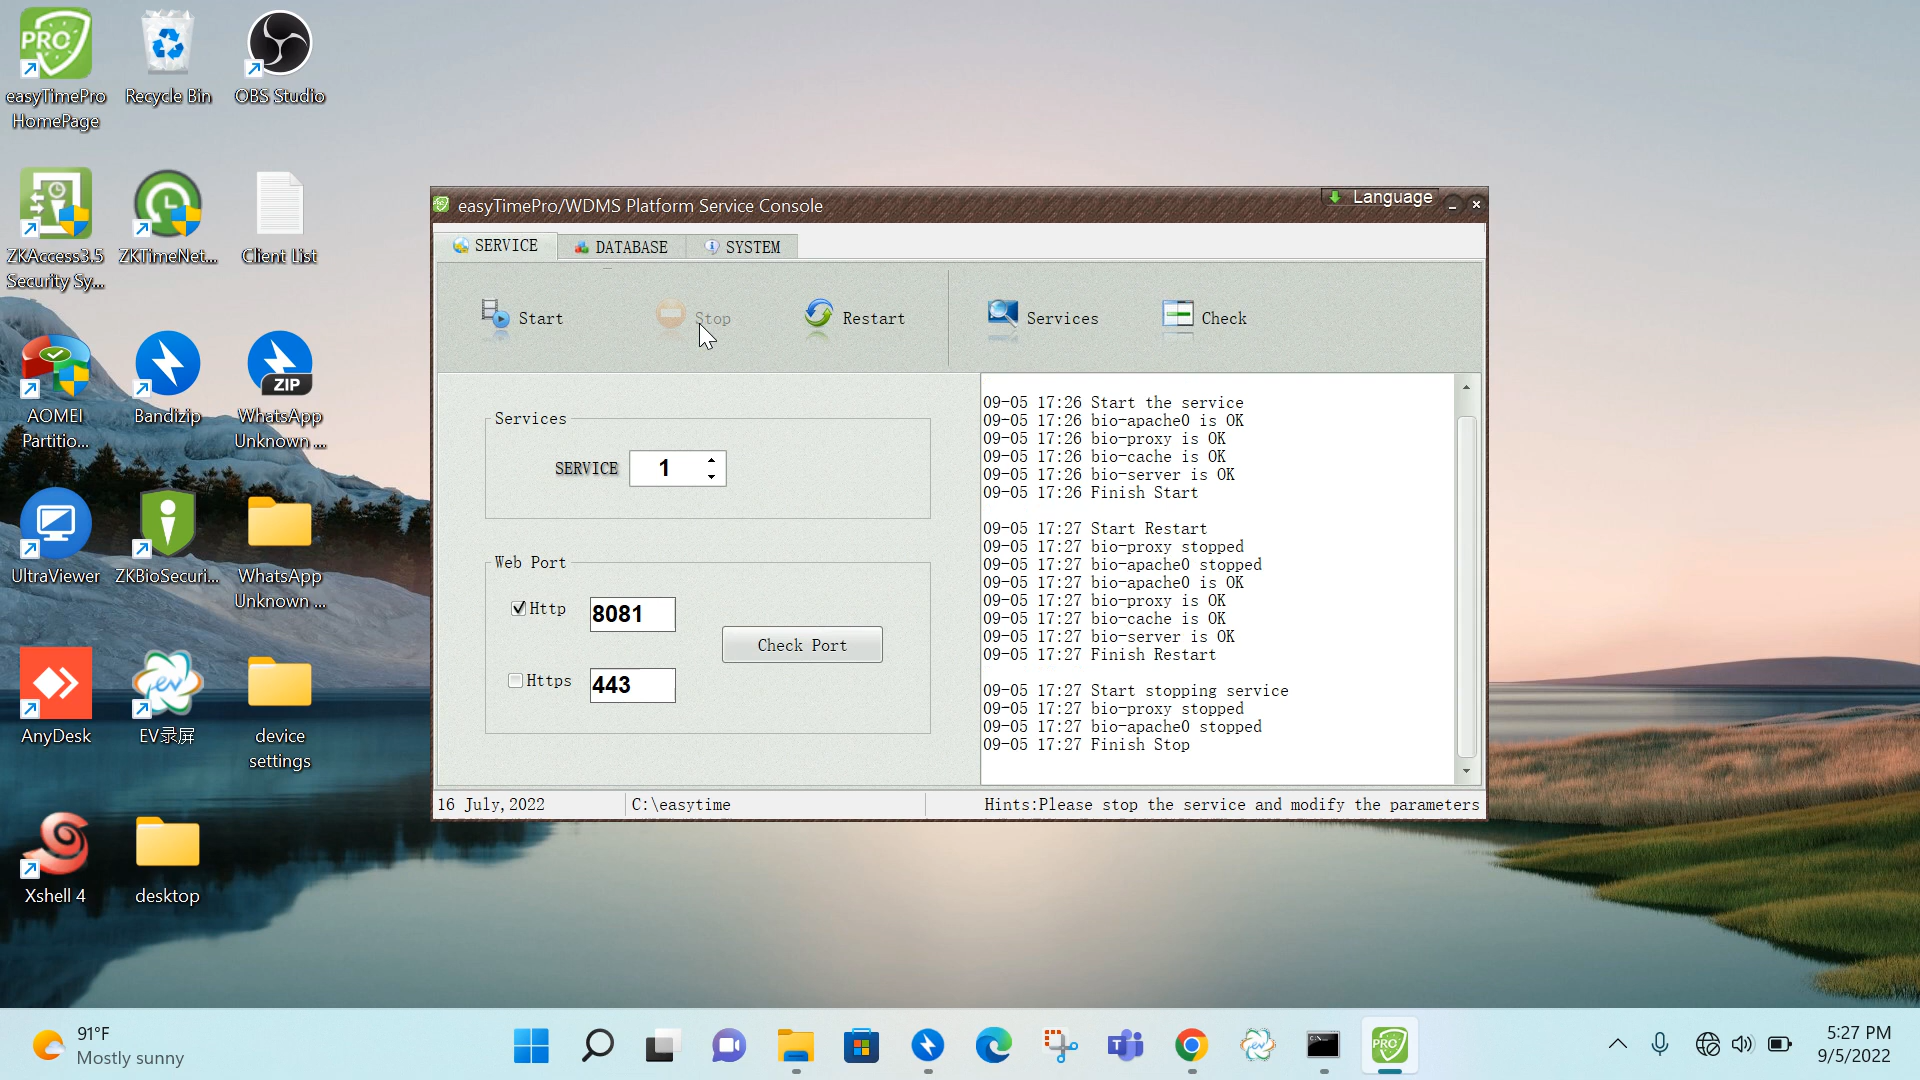 PRO
easyTimePro
HomePage
Recycle Bin
OBS Studio
ZKAccess3.5
Security Sy...
ZKTimeNet...
Client List
AOMEI
Partitio...
Bandizip
ZIP
WhatsApp
Unknown ...
UltraViewer
ZKBioSecuri...
WhatsApp
Unknown ...
AnyDesk
ev
EV录屏
device
settings
Xshell 4
desktop
easyTimePro/WDMS Platform Service Console
Language
SERVICE
DATABASE
SYSTEM
Start
Stop
Restart
Services
Check
Services
SERVICE
1
Web Port
Http
8081
Check Port
Https
443
09-05 17:26 Start the service
09-05 17:26 bio-apache0 is OK
09-05 17:26 bio-proxy is OK
09-05 17:26 bio-cache is OK
09-05 17:26 bio-server is OK
09-05 17:26 Finish Start
09-05 17:27 Start Restart
09-05 17:27 bio-proxy stopped
09-05 17:27 bio-apache0 stopped
09-05 17:27 bio-apache0 is OK
09-05 17:27 bio-proxy is OK
09-05 17:27 bio-cache is OK
09-05 17:27 bio-server is OK
09-05 17:27 Finish Restart
09-05 17:27 Start stopping service
09-05 17:27 bio-proxy stopped
09-05 17:27 bio-apache0 stopped
09-05 17:27 Finish Stop
16 July,2022
C:\easytime
Hints:Please stop the service and modify the parameters
91°F
Mostly sunny
PRO
5:27 PM
9/5/2022